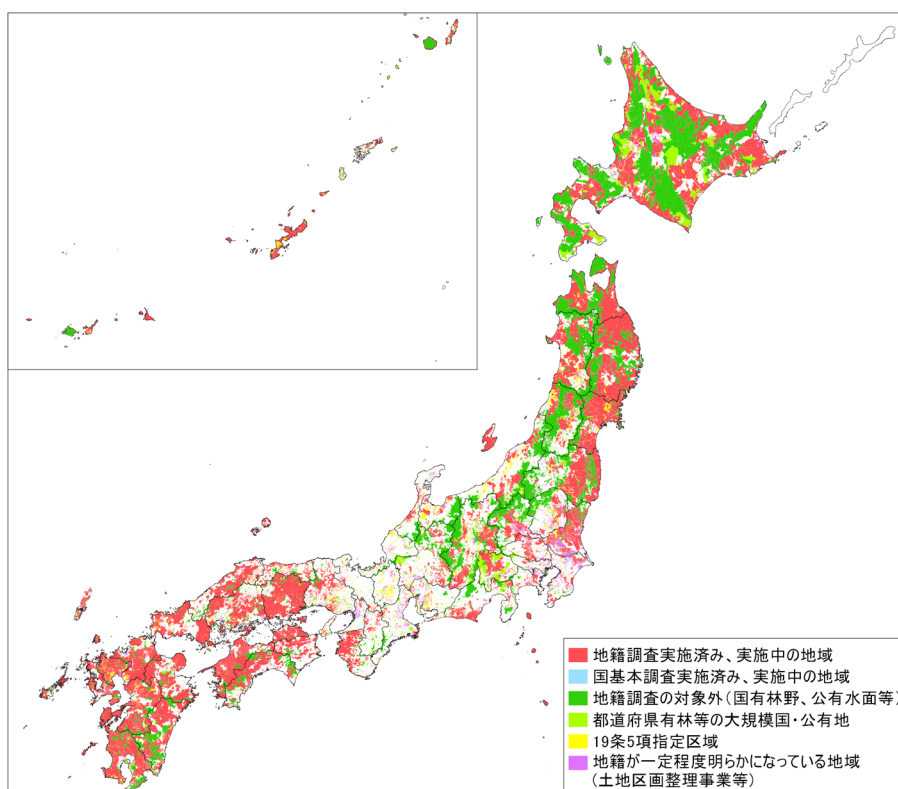 地籍調査実施済み、実施中の地域
国基本調査実施済み、実施中の地域
地籍調査の対象外(国有林野、公有水面等)
都道府県有林等の大規模国・公有地
19条5項指定区域
地籍が一定程度明らかになっている地域
(土地区画整理事業等)